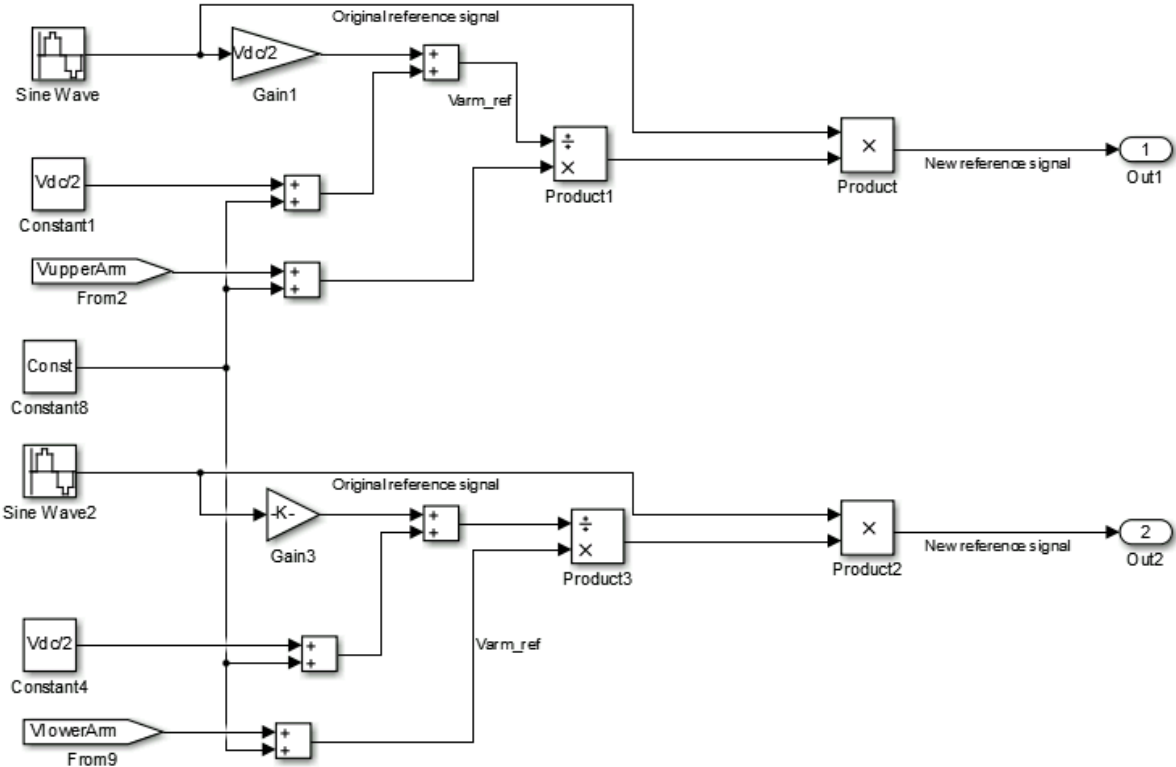 Original reference signal
Vdc/2
Sine Wave
Gain1
Varm_ref
+
+
÷
×
Product1
×
Product
New reference signal
1
Out1
Vdc/2
Constant1
+
+
VupperArm
From2
+
+
Const
Constant8
Sine Wave2
Original reference signal
-K-
Gain3
+
+
÷
×
Product3
×
Product2
New reference signal
2
Out2
Vdc/2
Constant4
+
+
Varm_ref
VlowerArm
From9
+
+